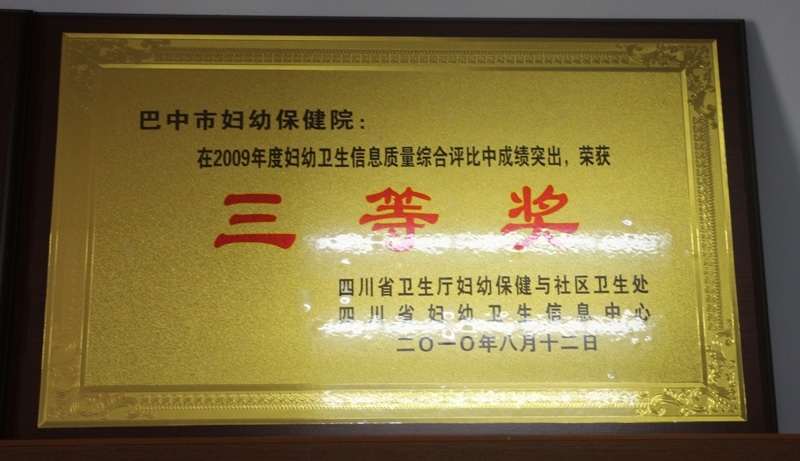 巴中市妇幼保健院：
在2009年度妇幼卫生信息质量综合评比中成绩突出，荣获
三等奖
四川省卫生厅妇幼保健与社区卫生处
四川省妇幼卫生信息中心
二〇一〇年八月十二日